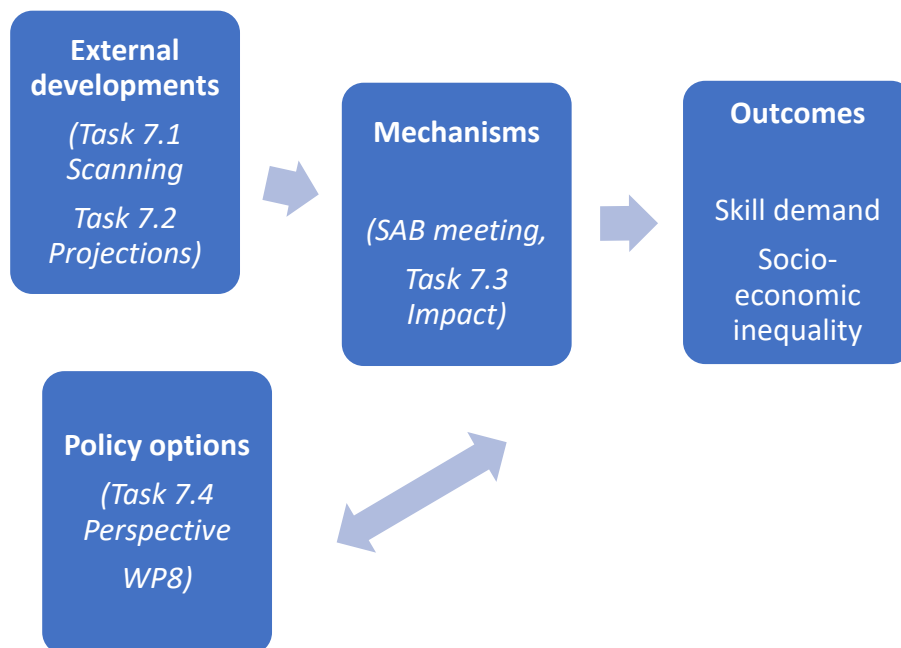 External
developments
(Task 7.1
Scanning
Task 7.2
Projections)
Mechanisms
(SAB meeting,
Task 7.3
Impact)
Outcomes
Skill demand
Socio-
economic
inequality
Policy options
(Task 7.4
Perspective
WP8)